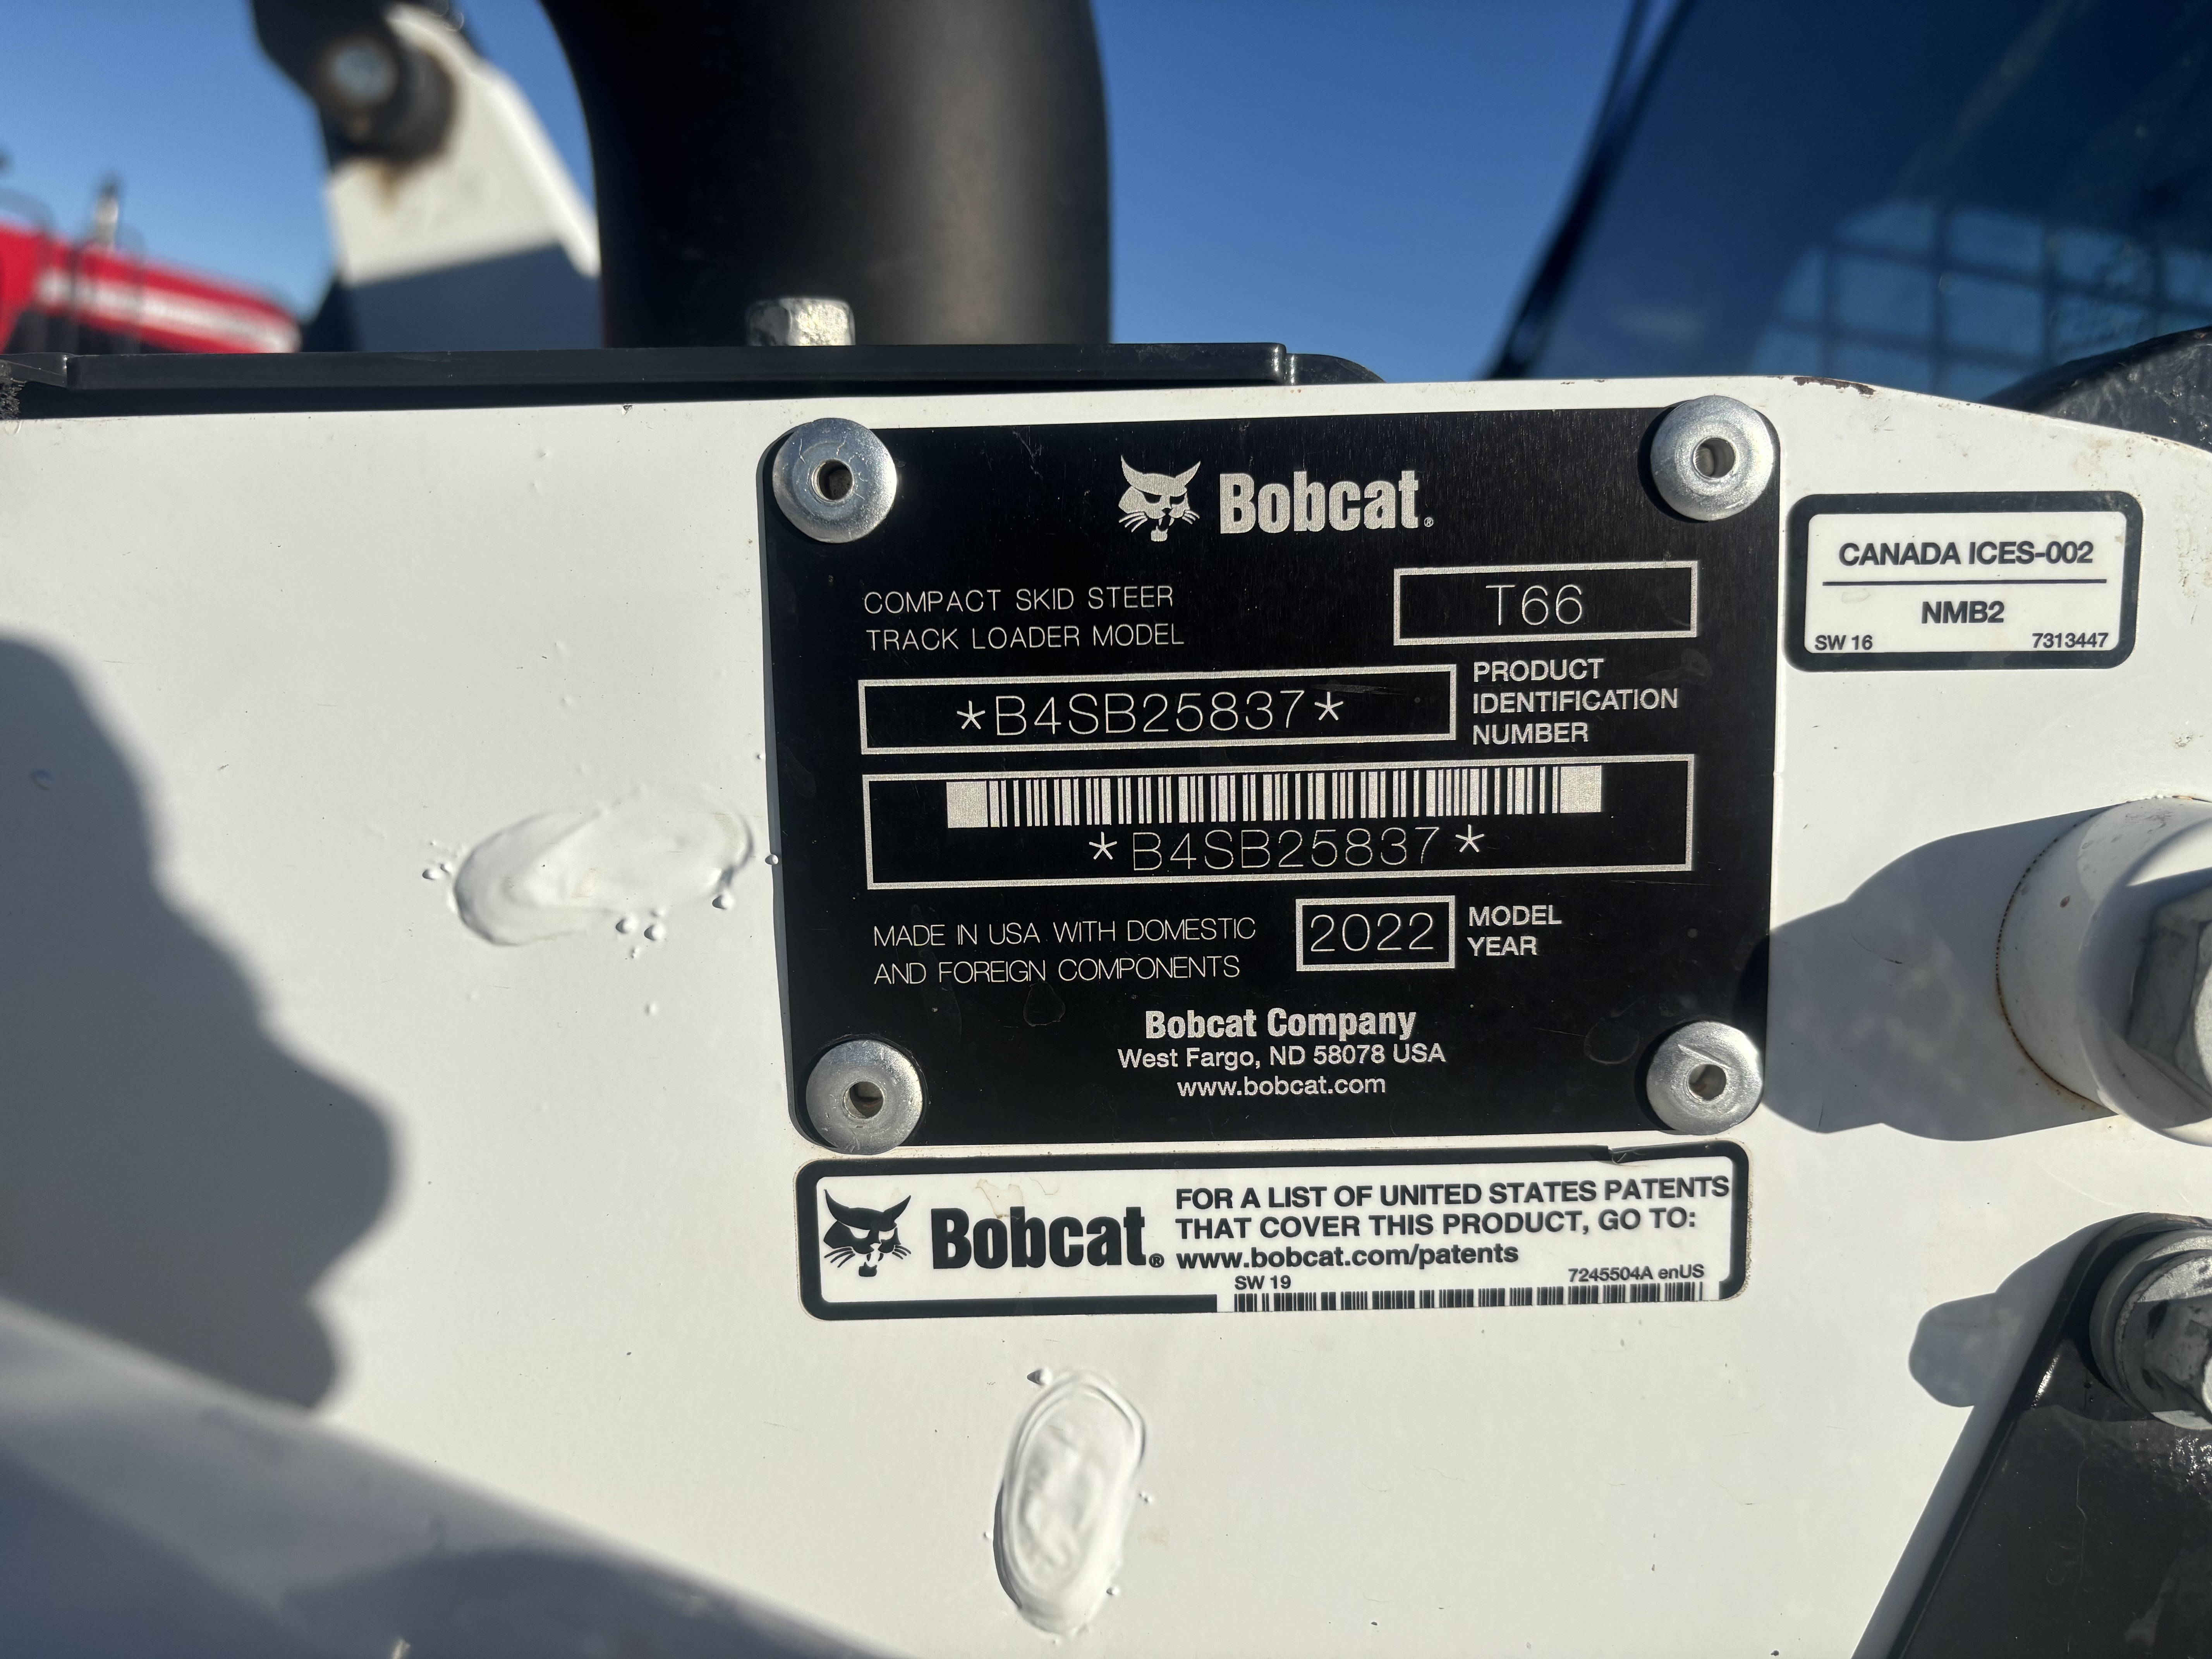 Bobcat®
COMPACT SKID STEER
TRACK LOADER MODEL
T66
*B4SB25837*
PRODUCT
IDENTIFICATION
NUMBER
*B4SB25837*
MADE IN USA WITH DOMESTIC
AND FOREIGN COMPONENTS
2022
MODEL
YEAR
Bobcat Company
West Fargo, ND 58078 USA
www.bobcat.com
CANADA ICES-002
NMB2
SW 16
7313447
Bobcat®
FOR A LIST OF UNITED STATES PATENTS
THAT COVER THIS PRODUCT, GO TO:
www.bobcat.com/patents
SW 19
7245504A enUS